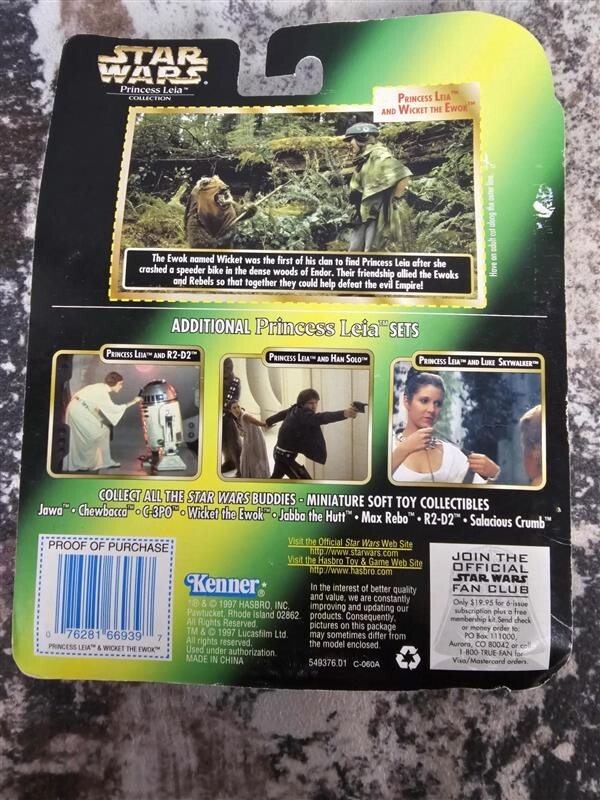 STAR
WARS
Princess Leia™
COLLECTION
PRINCESS LEIA™
AND WICKET THE EWOK™
The Ewok named Wicket was the first of his clan to find Princess Leia after she
crashed a speeder bike in the dense woods of Endor. Their friendship allied the Ewoks
and Rebels so that together they could help defeat the evil Empire!
Have an adult cut along the outer line.
ADDITIONAL Princess Leia™ SETS
PRINCESS LEIA™ AND R2-D2™
PRINCESS LEIA™ AND HAN SOLO™
PRINCESS LEIA™ AND LUKE SKYWALKER™
COLLECT ALL THE STAR WARS BUDDIES - MINIATURE SOFT TOY COLLECTIBLES
Jawa™ • Chewbacca™ • C-3PO™ • Wicket the Ewok™ • Jabba the Hutt™ • Max Rebo™ • R2-D2™ • Salacious Crumb™
PROOF OF PURCHASE
0 76281 66939 7
PRINCESS LEIA™ & WICKET THE EWOK™
Kenner®
*® & © 1997 HASBRO, INC.
Pawtucket, Rhode Island 02862.
All Rights Reserved.
TM & © 1997 Lucasfilm Ltd.
All rights reserved.
Used under authorization.
MADE IN CHINA
Visit the Official Star Wars Web Site
http://www.starwars.com
Visit the Hasbro Toy & Game Web Site
http://www.hasbro.com
In the interest of better quality
and value, we are constantly
improving and updating our
products. Consequently,
pictures on this package
may sometimes differ from
the model enclosed.
549376.01 C-060A
JOIN THE
OFFICIAL
STAR WARS
FAN CLUB
Only $19.95 for 6-issue
subscription plus a free
membership kit. Send check
or money order to:
PO Box 111000,
Aurora, CO 80042 or call
1-800-TRUE-FAN for
Visa/Mastercard orders.